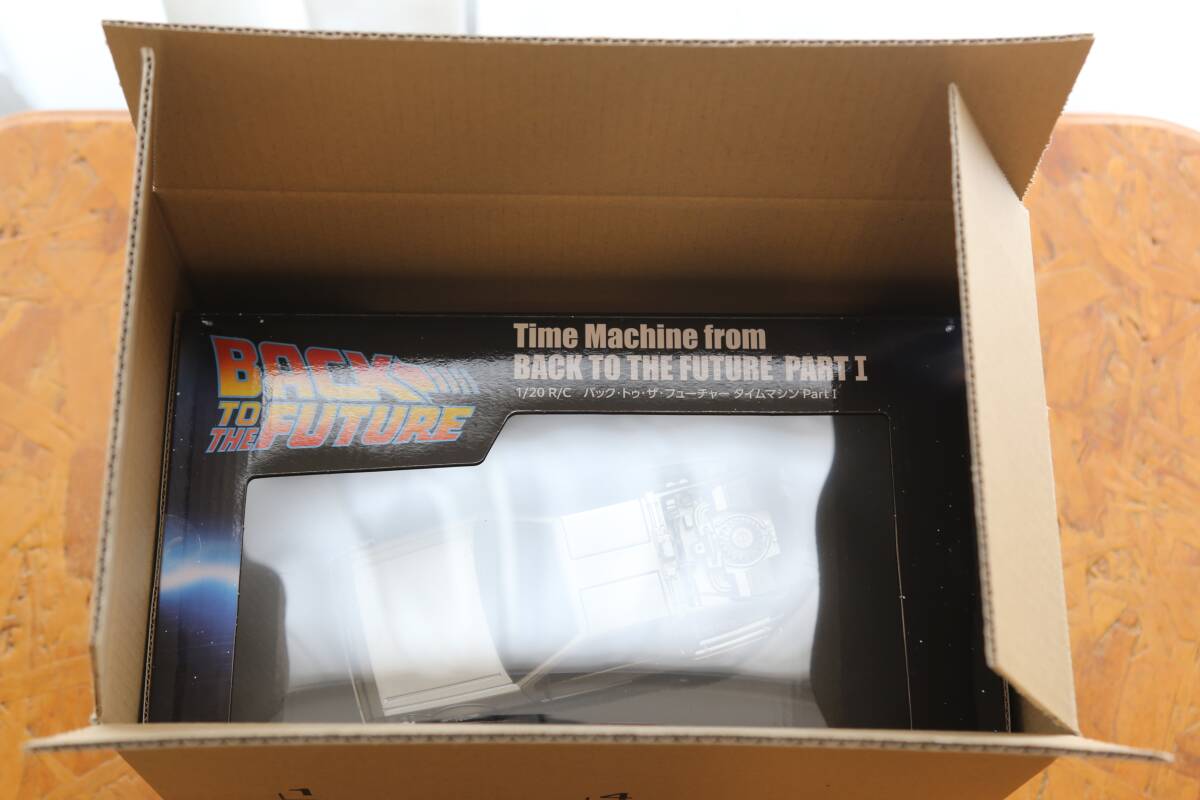 BACK
TO
THE FUTURE
Time Machine from
BACK TO THE FUTURE PART I
1/20 R/C バック・トゥ・ザ・フューチャー タイムマシン Part I